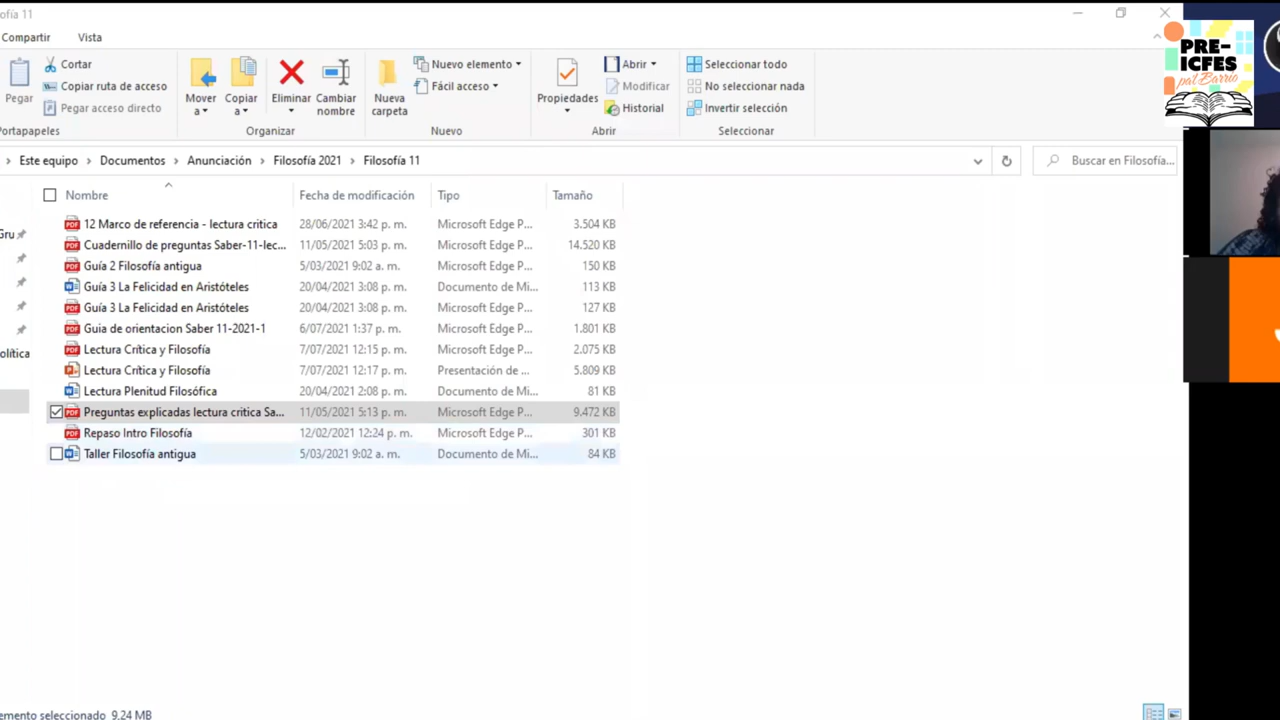 ofía 11
Compartir Vista
Pegar
Cortar
Copiar ruta de acceso
Pegar acceso directo
ortapapeles
Mover a
Copiar a
Eliminar
Cambiar nombre
Organizar
Nueva carpeta
Nuevo elemento
Fácil acceso
Nuevo
Propiedades
Abrir
Modificar
Historial
Abrir
Seleccionar todo
No seleccionar nada
Invertir selección
Seleccionar
PRE-
ICFES
pa'l Barrio
Este equipo > Documentos > Anunciación > Filosofía 2021 > Filosofía 11
Buscar en Filosofía...
Nombre Fecha de modificación Tipo Tamaño
12 Marco de referencia - lectura critica 28/06/2021 3:42 p. m. Microsoft Edge P... 3.504 KB
Cuadernillo de preguntas Saber-11-lec... 11/05/2021 5:03 p. m. Microsoft Edge P... 14.520 KB
Guía 2 Filosofía antigua 5/03/2021 9:02 a. m. Microsoft Edge P... 150 KB
Guía 3 La Felicidad en Aristóteles 20/04/2021 3:08 p. m. Documento de Mi... 113 KB
Guía 3 La Felicidad en Aristóteles 20/04/2021 3:08 p. m. Microsoft Edge P... 127 KB
Guia de orientacion Saber 11-2021-1 6/07/2021 1:37 p. m. Microsoft Edge P... 1.801 KB
Lectura Crítica y Filosofía 7/07/2021 12:15 p. m. Microsoft Edge P... 2.075 KB
Lectura Crítica y Filosofía 7/07/2021 12:17 p. m. Presentación de ... 5.809 KB
Lectura Plenitud Filosófica 20/04/2021 2:08 p. m. Documento de Mi... 81 KB
Preguntas explicadas lectura critica Sa... 11/05/2021 5:13 p. m. Microsoft Edge P... 9.472 KB
Repaso Intro Filosofía 12/02/2021 12:24 p. m. Microsoft Edge P... 301 KB
Taller Filosofía antigua 5/03/2021 9:02 a. m. Documento de Mi... 84 KB
Gru
olítica
emento seleccionado 9,24 MB